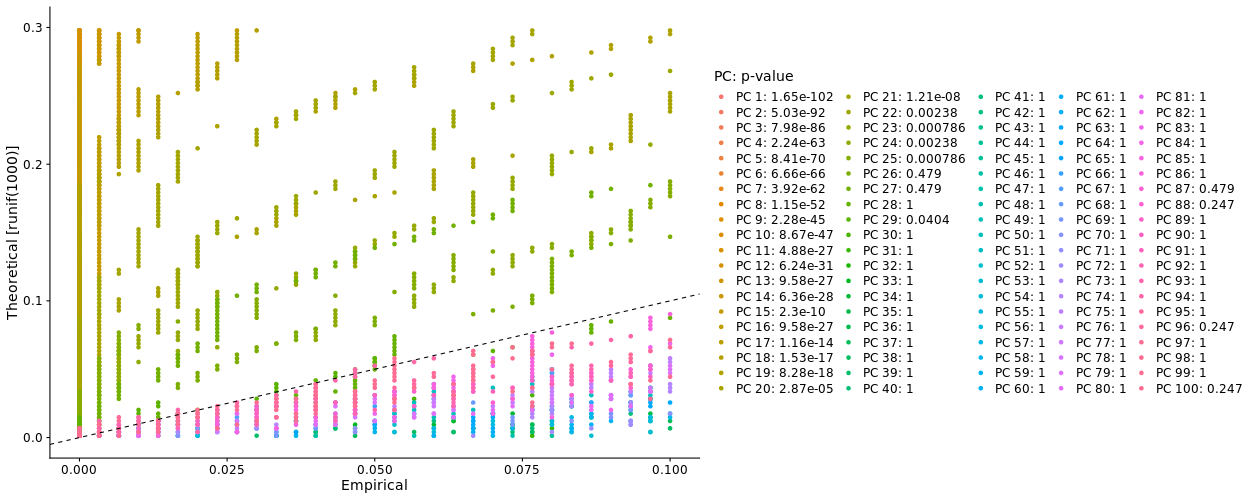 PC: p-value
PC 1: 1.65e-102
PC 2: 5.03e-92
PC 3: 7.98e-86
PC 4: 2.24e-63
PC 5: 8.41e-70
PC 6: 6.66e-66
PC 7: 3.92e-62
PC 8: 1.15e-52
PC 9: 2.28e-45
PC 10: 8.67e-47
PC 11: 4.88e-27
PC 12: 6.24e-31
PC 13: 9.58e-27
PC 14: 6.36e-28
PC 15: 2.3e-10
PC 16: 9.58e-27
PC 17: 1.16e-14
PC 18: 1.53e-17
PC 19: 8.28e-18
PC 20: 2.87e-05
PC 21: 1.21e-08
PC 22: 0.00238
PC 23: 0.000786
PC 24: 0.00238
PC 25: 0.000786
PC 26: 0.479
PC 27: 0.479
PC 28: 1
PC 29: 0.0404
PC 30: 1
PC 31: 1
PC 32: 1
PC 33: 1
PC 34: 1
PC 35: 1
PC 36: 1
PC 37: 1
PC 38: 1
PC 39: 1
PC 40: 1
PC 41: 1
PC 42: 1
PC 43: 1
PC 44: 1
PC 45: 1
PC 46: 1
PC 47: 1
PC 48: 1
PC 49: 1
PC 50: 1
PC 51: 1
PC 52: 1
PC 53: 1
PC 54: 1
PC 55: 1
PC 56: 1
PC 57: 1
PC 58: 1
PC 59: 1
PC 60: 1
PC 61: 1
PC 62: 1
PC 63: 1
PC 64: 1
PC 65: 1
PC 66: 1
PC 67: 1
PC 68: 1
PC 69: 1
PC 70: 1
PC 71: 1
PC 72: 1
PC 73: 1
PC 74: 1
PC 75: 1
PC 76: 1
PC 77: 1
PC 78: 1
PC 79: 1
PC 80: 1
PC 81: 1
PC 82: 1
PC 83: 1
PC 84: 1
PC 85: 1
PC 86: 1
PC 87: 0.479
PC 88: 0.247
PC 89: 1
PC 90: 1
PC 91: 1
PC 92: 1
PC 93: 1
PC 94: 1
PC 95: 1
PC 96: 0.247
PC 97: 1
PC 98: 1
PC 99: 1
PC 100: 0.247
Theoretical [runif(1000)]
0.3
0.2
0.1
0.0
0.000
0.025
0.050
0.075
0.100
Empirical